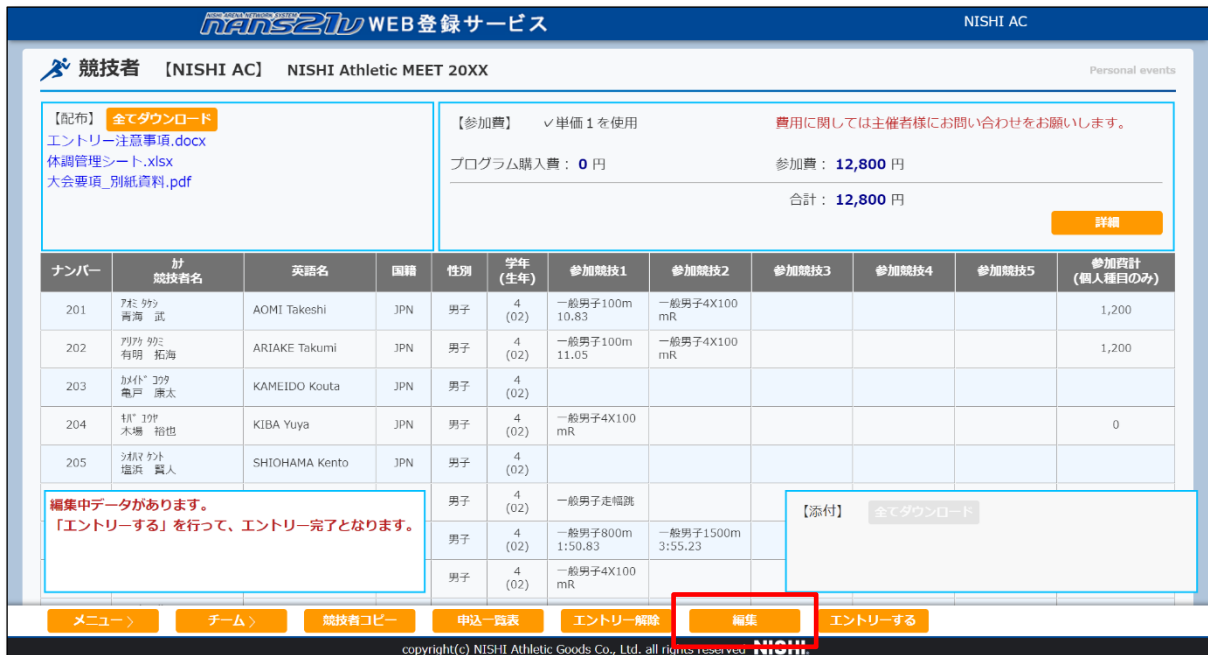 NISHI ARENA NETWORK SYSTEM
nans21V WEB登録サービス NISHI AC
競技者 【NISHI AC】 NISHI Athletic MEET 20XX Personal events
【配布】 全てダウンロード
エントリー注意事項.docx
体調管理シート.xlsx
大会要項_別紙資料.pdf
【参加費】 ✓単価1を使用 費用に関しては主催者様にお問い合わせをお願いします。
プログラム購入費: 0 円 参加費: 12,800 円
合計: 12,800 円
詳細
ナンバー ｶﾅ 競技者名 英語名 国籍 性別 学年 (生年) 参加競技1 参加競技2 参加競技3 参加競技4 参加競技5 参加費計 (個人種目のみ)
201 ｱｵﾐ ﾀｹｼ 青海 武 AOMI Takeshi JPN 男子 4 (02) 一般男子100m 10.83 一般男子4X100mR 1,200
202 ｱﾘｱｹ ﾀｸﾐ 有明 拓海 ARIAKE Takumi JPN 男子 4 (02) 一般男子100m 11.05 一般男子4X100mR 1,200
203 ｶﾒｲﾄﾞ ｺｳﾀ 亀戸 康太 KAMEIDO Kouta JPN 男子 4 (02)
204 ｷﾊﾞ ﾕｳﾔ 木場 裕也 KIBA Yuya JPN 男子 4 (02) 一般男子4X100mR 0
205 ｼｵﾊﾏ ｹﾝﾄ 塩浜 賢人 SHIOHAMA Kento JPN 男子 4 (02)
男子 4 (02) 一般男子走幅跳
男子 4 (02) 一般男子800m 1:50.83 一般男子1500m 3:55.23
男子 4 (02) 一般男子4X100mR
編集中データがあります。
「エントリーする」を行って、エントリー完了となります。
【添付】 全てダウンロード
メニュー〉 チーム〉 競技者コピー 申込一覧表 エントリー解除 編集 エントリーする
copyright(c) NISHI Athletic Goods Co., Ltd. all rights reserved NISHI.